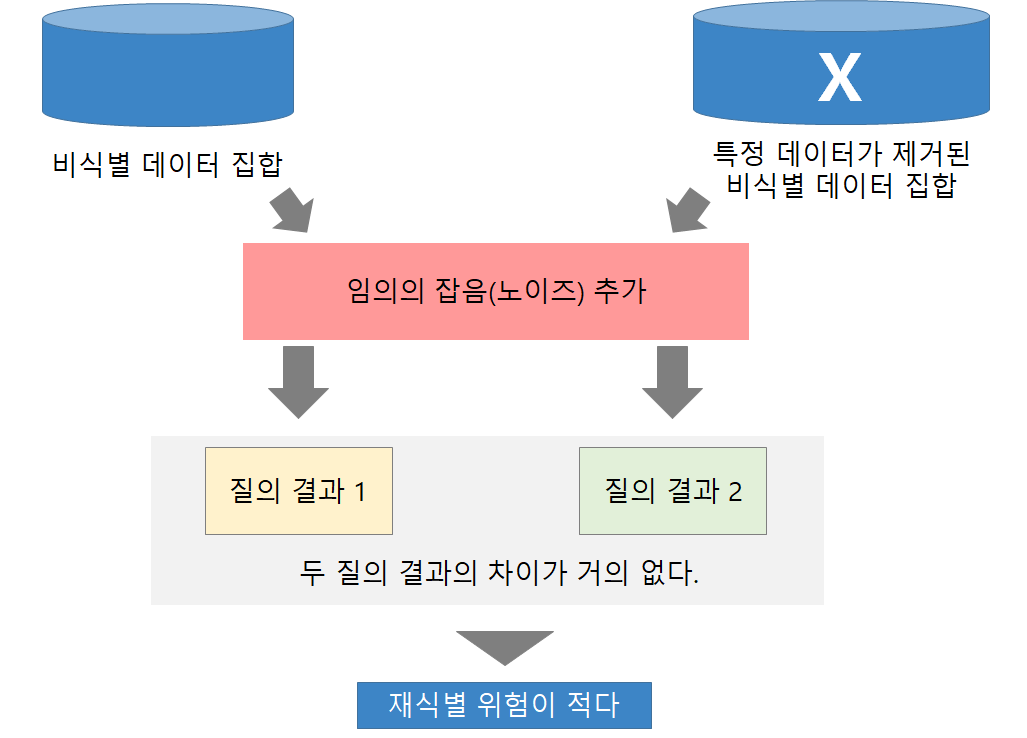 X
비식별 데이터 집합
특정 데이터가 제거된
비식별 데이터 집합
임의의 잡음(노이즈) 추가
질의 결과 1
질의 결과 2
두 질의 결과의 차이가 거의 없다.
재식별 위험이 적다